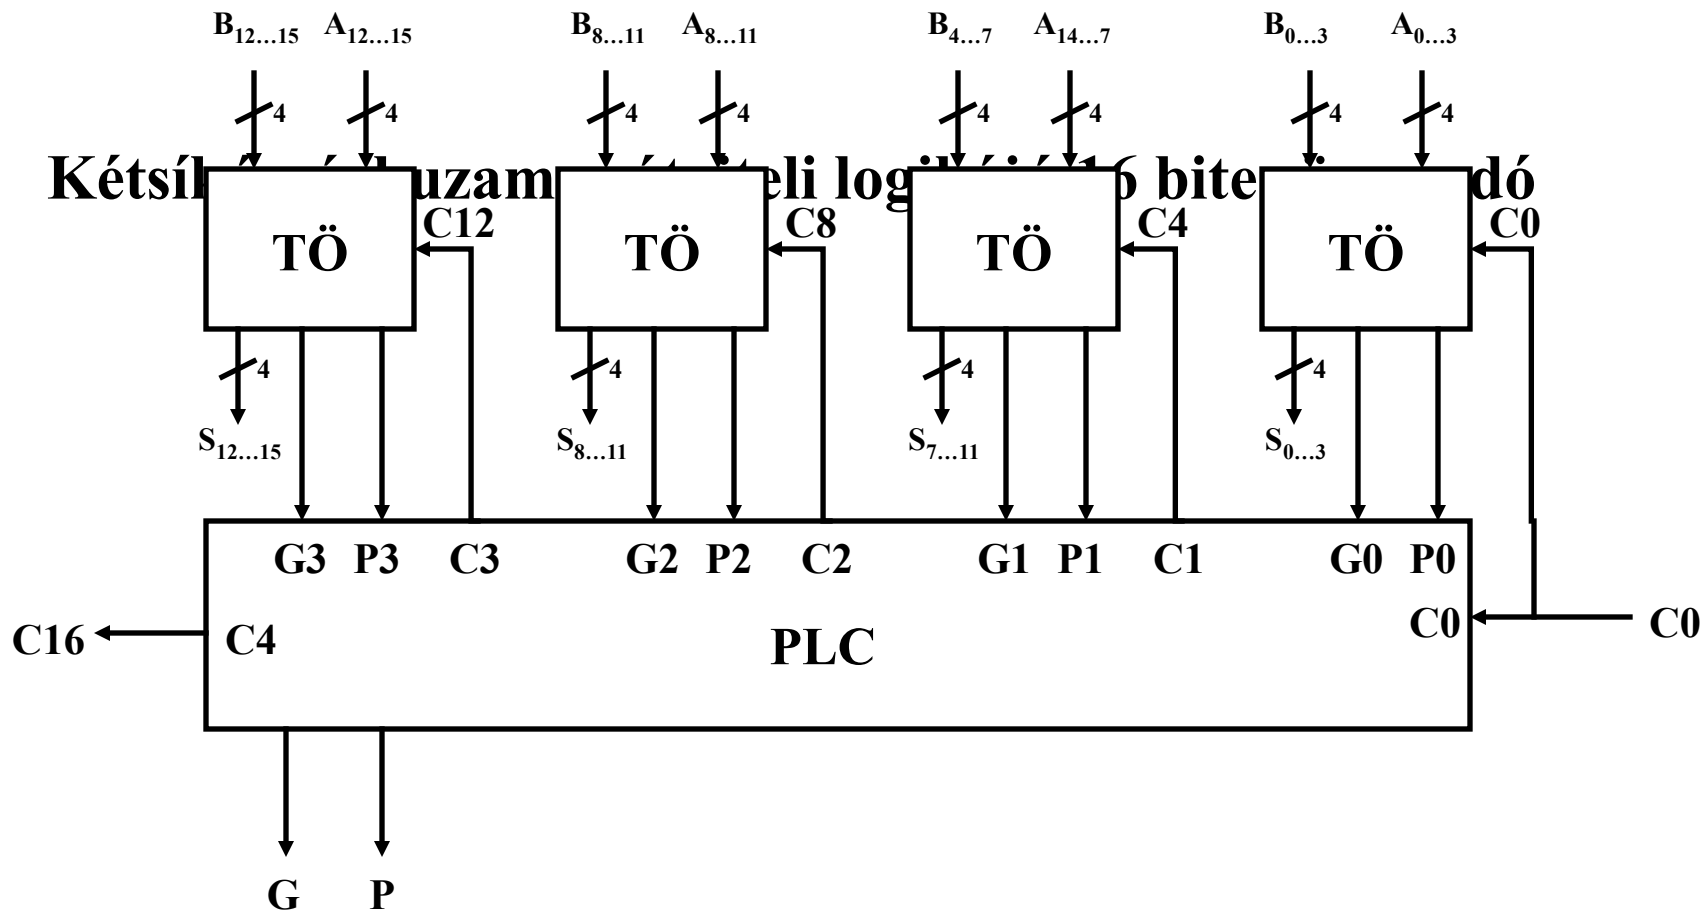 B12…15 A12…15 B8…11 A8…11 B4…7 A14…7 B0…3 A0…3
4 4 4 4 4 4 4 4
logi 16
C12 C8 C4 C0
TÖ TÖ TÖ TÖ
4 4 4 4
S12…15 S8…11 S7…11 S0…3
G3 P3 C3 G2 P2 C2 G1 P1 C1 G0 P0
C16 C4 PLC C0 C0
G P